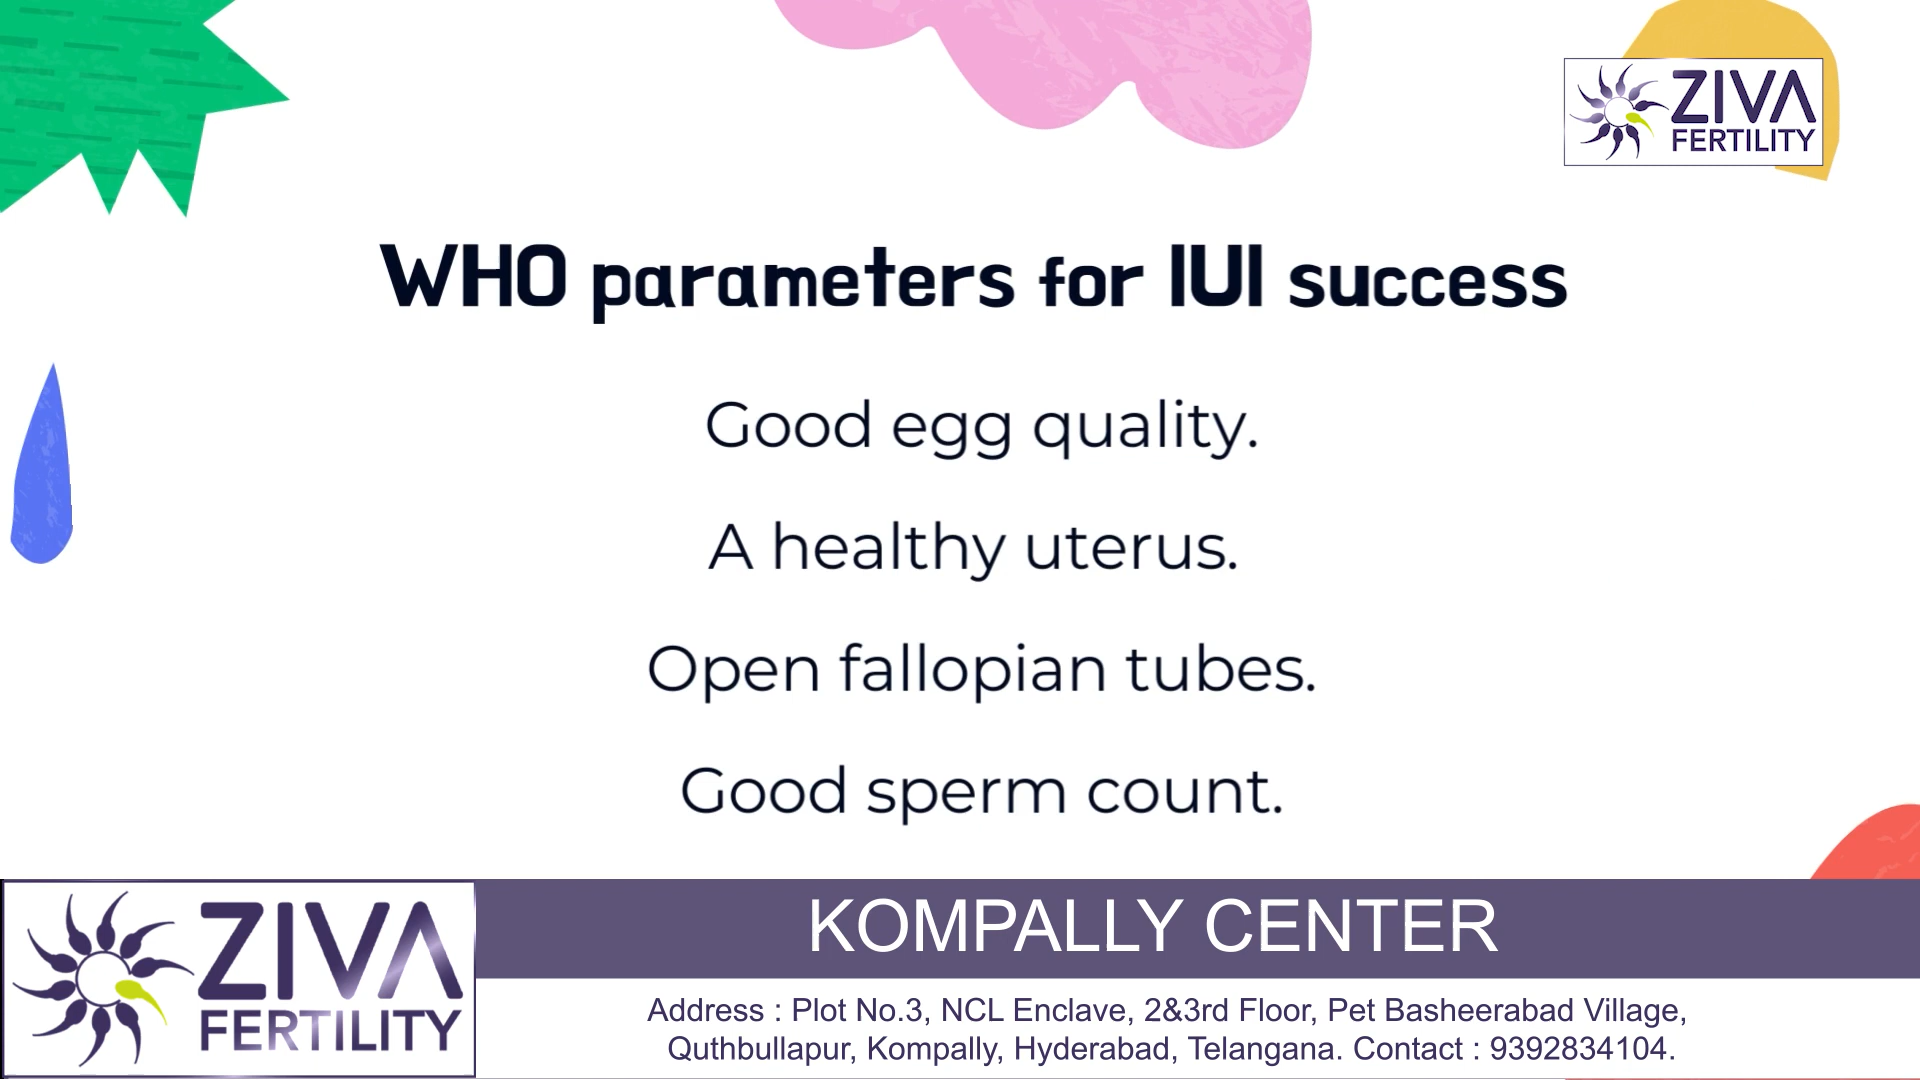 ZIVA
FERTILITY
WHO parameters for IUI success
Good egg quality.
A healthy uterus.
Open fallopian tubes.
Good sperm count.
ZIVA
FERTILITY
KOMPALLY CENTER
Address : Plot No.3, NCL Enclave, 2&3rd Floor, Pet Basheerabad Village,
Quthbullapur, Kompally, Hyderabad, Telangana. Contact : 9392834104.